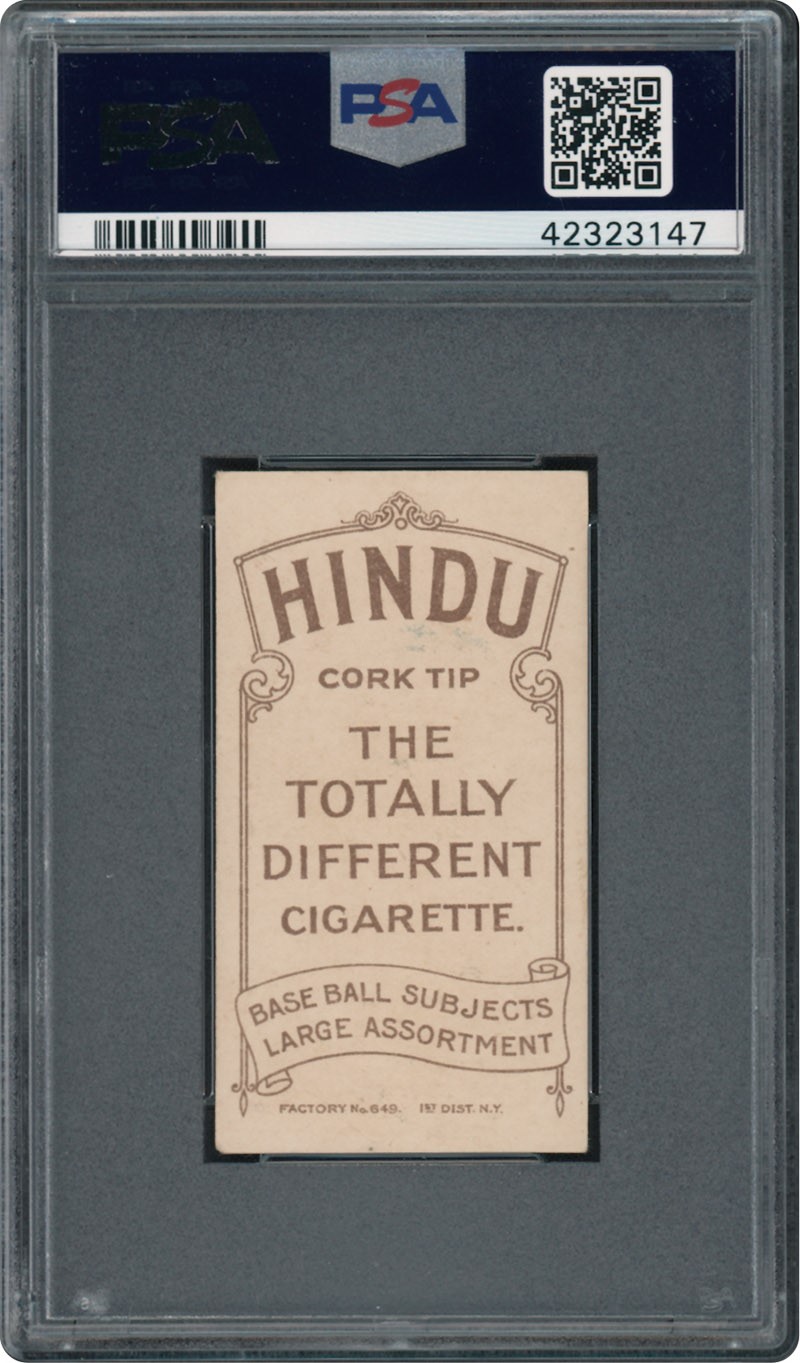 PSA
PSA
42323147
HINDU
CORK TIP
THE
TOTALLY
DIFFERENT
CIGARETTE.
BASE BALL SUBJECTS
LARGE ASSORTMENT
FACTORY No. 649. 1ST DIST. N.Y.